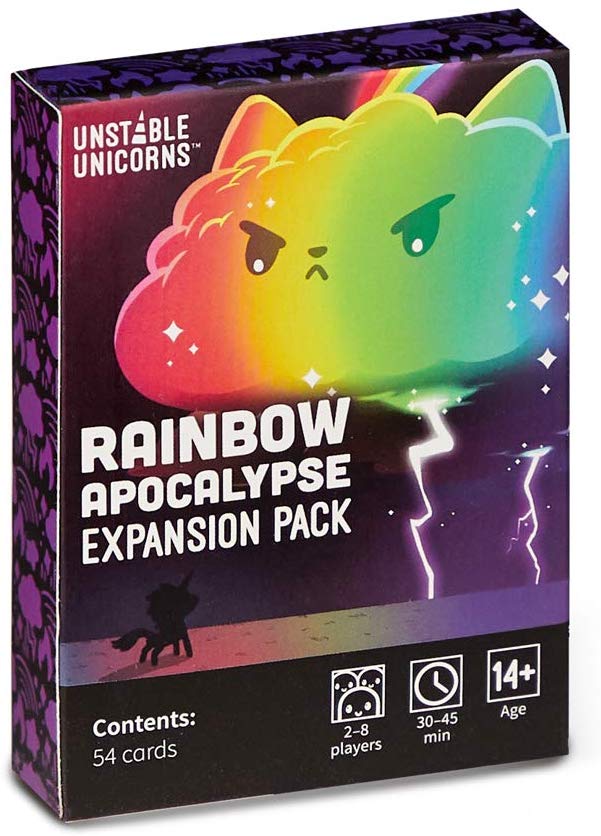 UNSTABLE
UNICORNS™
RAINBOW
APOCALYPSE
EXPANSION PACK
Contents:
54 cards
2–8
players
30–45
min
14+
Age